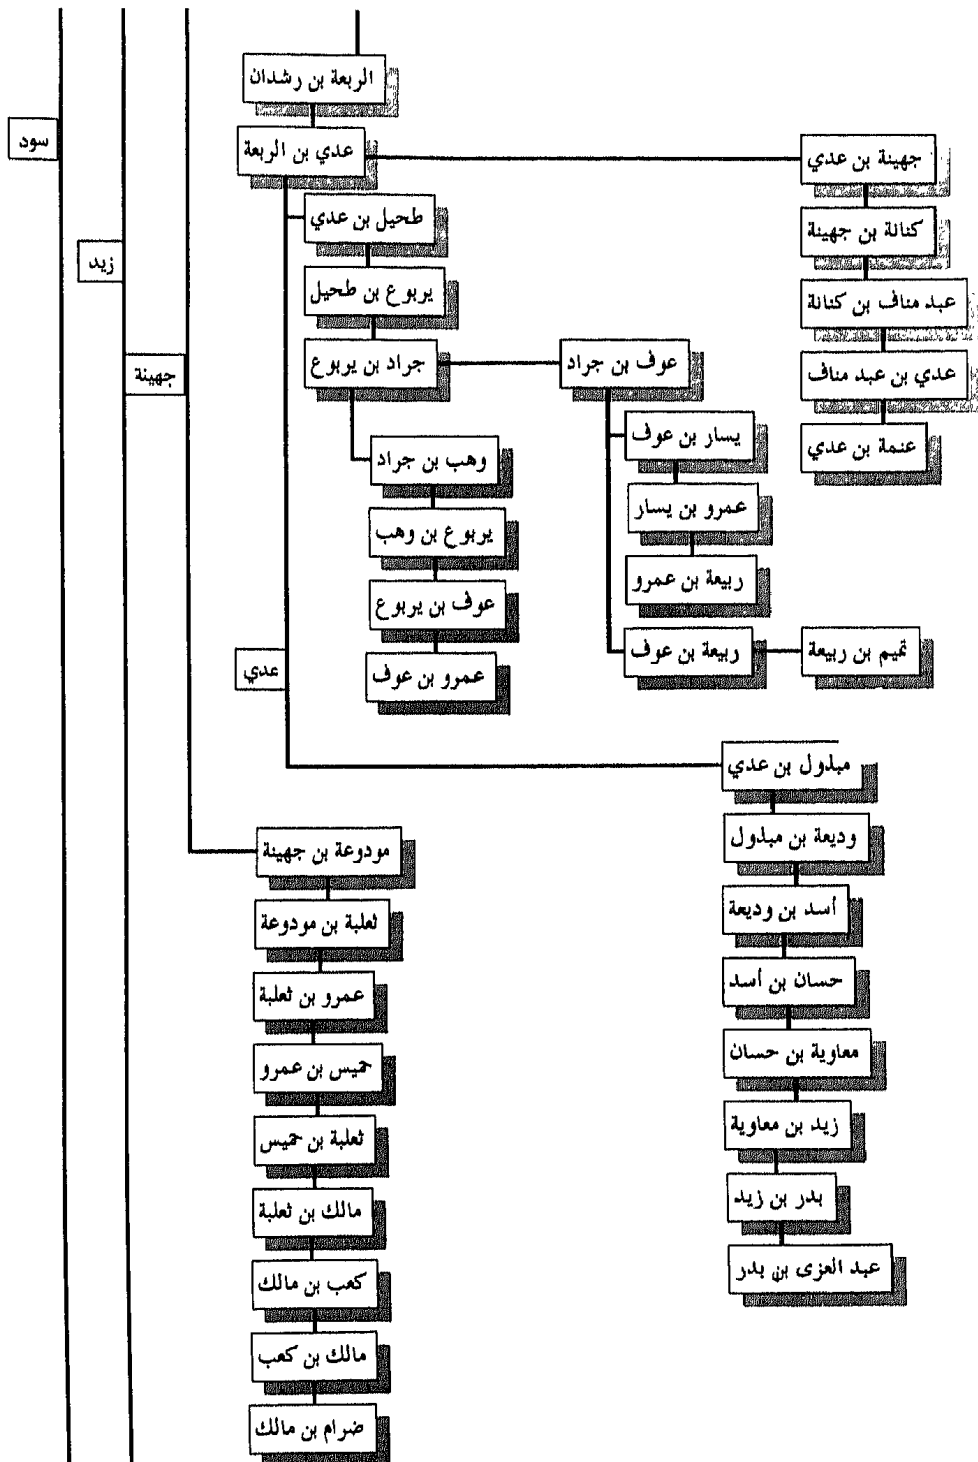 الربعة بن رشدان
سود
عدي بن الربعة
جهينة بن عدي
طحيل بن عدي
كنانة بن جهينة
زيد
يربوع بن طحيل
عبد مناف بن كنانة
جهينة
جراد بن يربوع
عوف بن جراد
عدي بن عبد مناف
يسار بن عوف
عنمة بن عدي
وهب بن جراد
عمرو بن يسار
يربوع بن وهب
ربيعة بن عمرو
عوف بن يربوع
ربيعة بن عوف
تميم بن ربيعة
عدي
عمرو بن عوف
مبذول بن عدي
وديعة بن مبذول
مودوعة بن جهينة
أسد بن وديعة
ثعلبة بن مودوعة
حسان بن أسد
عمرو بن ثعلبة
معاوية بن حسان
حميس بن عمرو
زيد بن معاوية
ثعلبة بن حميس
بدر بن زيد
مالك بن ثعلبة
عبد العزى بن بدر
كعب بن مالك
مالك بن كعب
ضرام بن مالك